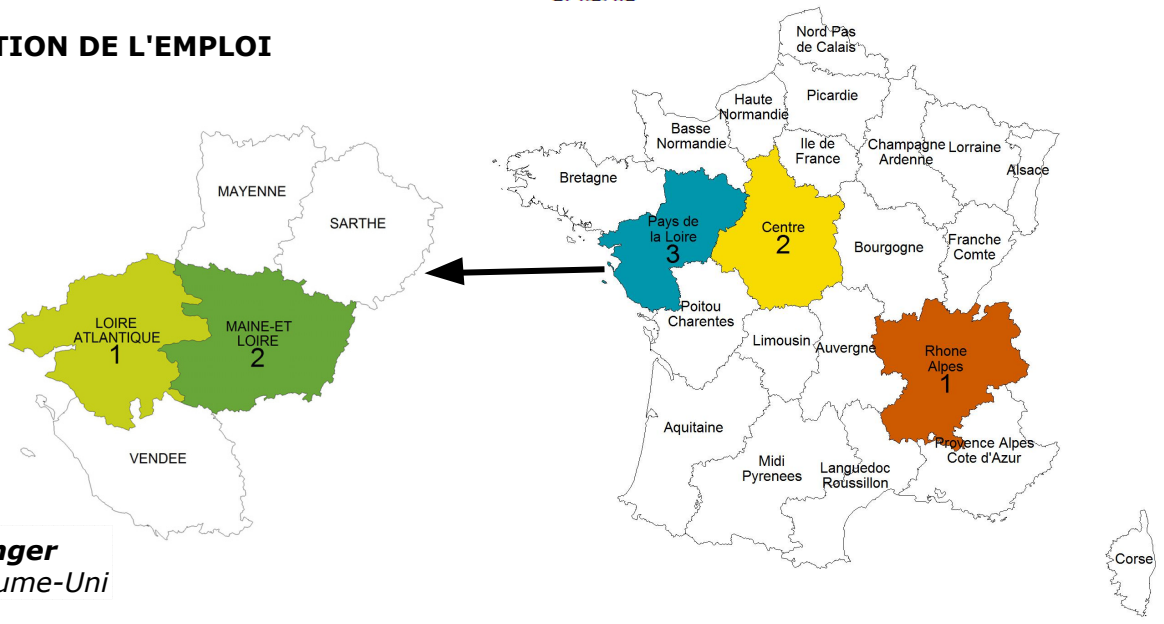 TION DE L'EMPLOI
MAYENNE
SARTHE
LOIRE
ATLANTIQUE
1
MAINE-ET
LOIRE
2
VENDEE
nger
ume-Uni
Nord Pas
de Calais
Picardie
Haute
Normandie
Basse
Normandie
Ile de
France
Champagne
Ardenne
Lorraine
Alsace
Bretagne
Pays de
la Loire
3
Centre
2
Bourgogne
Franche
Comte
Poitou
Charentes
Limousin
Auvergne
Rhone
Alpes
1
Aquitaine
Midi
Pyrenees
Languedoc
Roussillon
Provence Alpes
Cote d'Azur
Corse